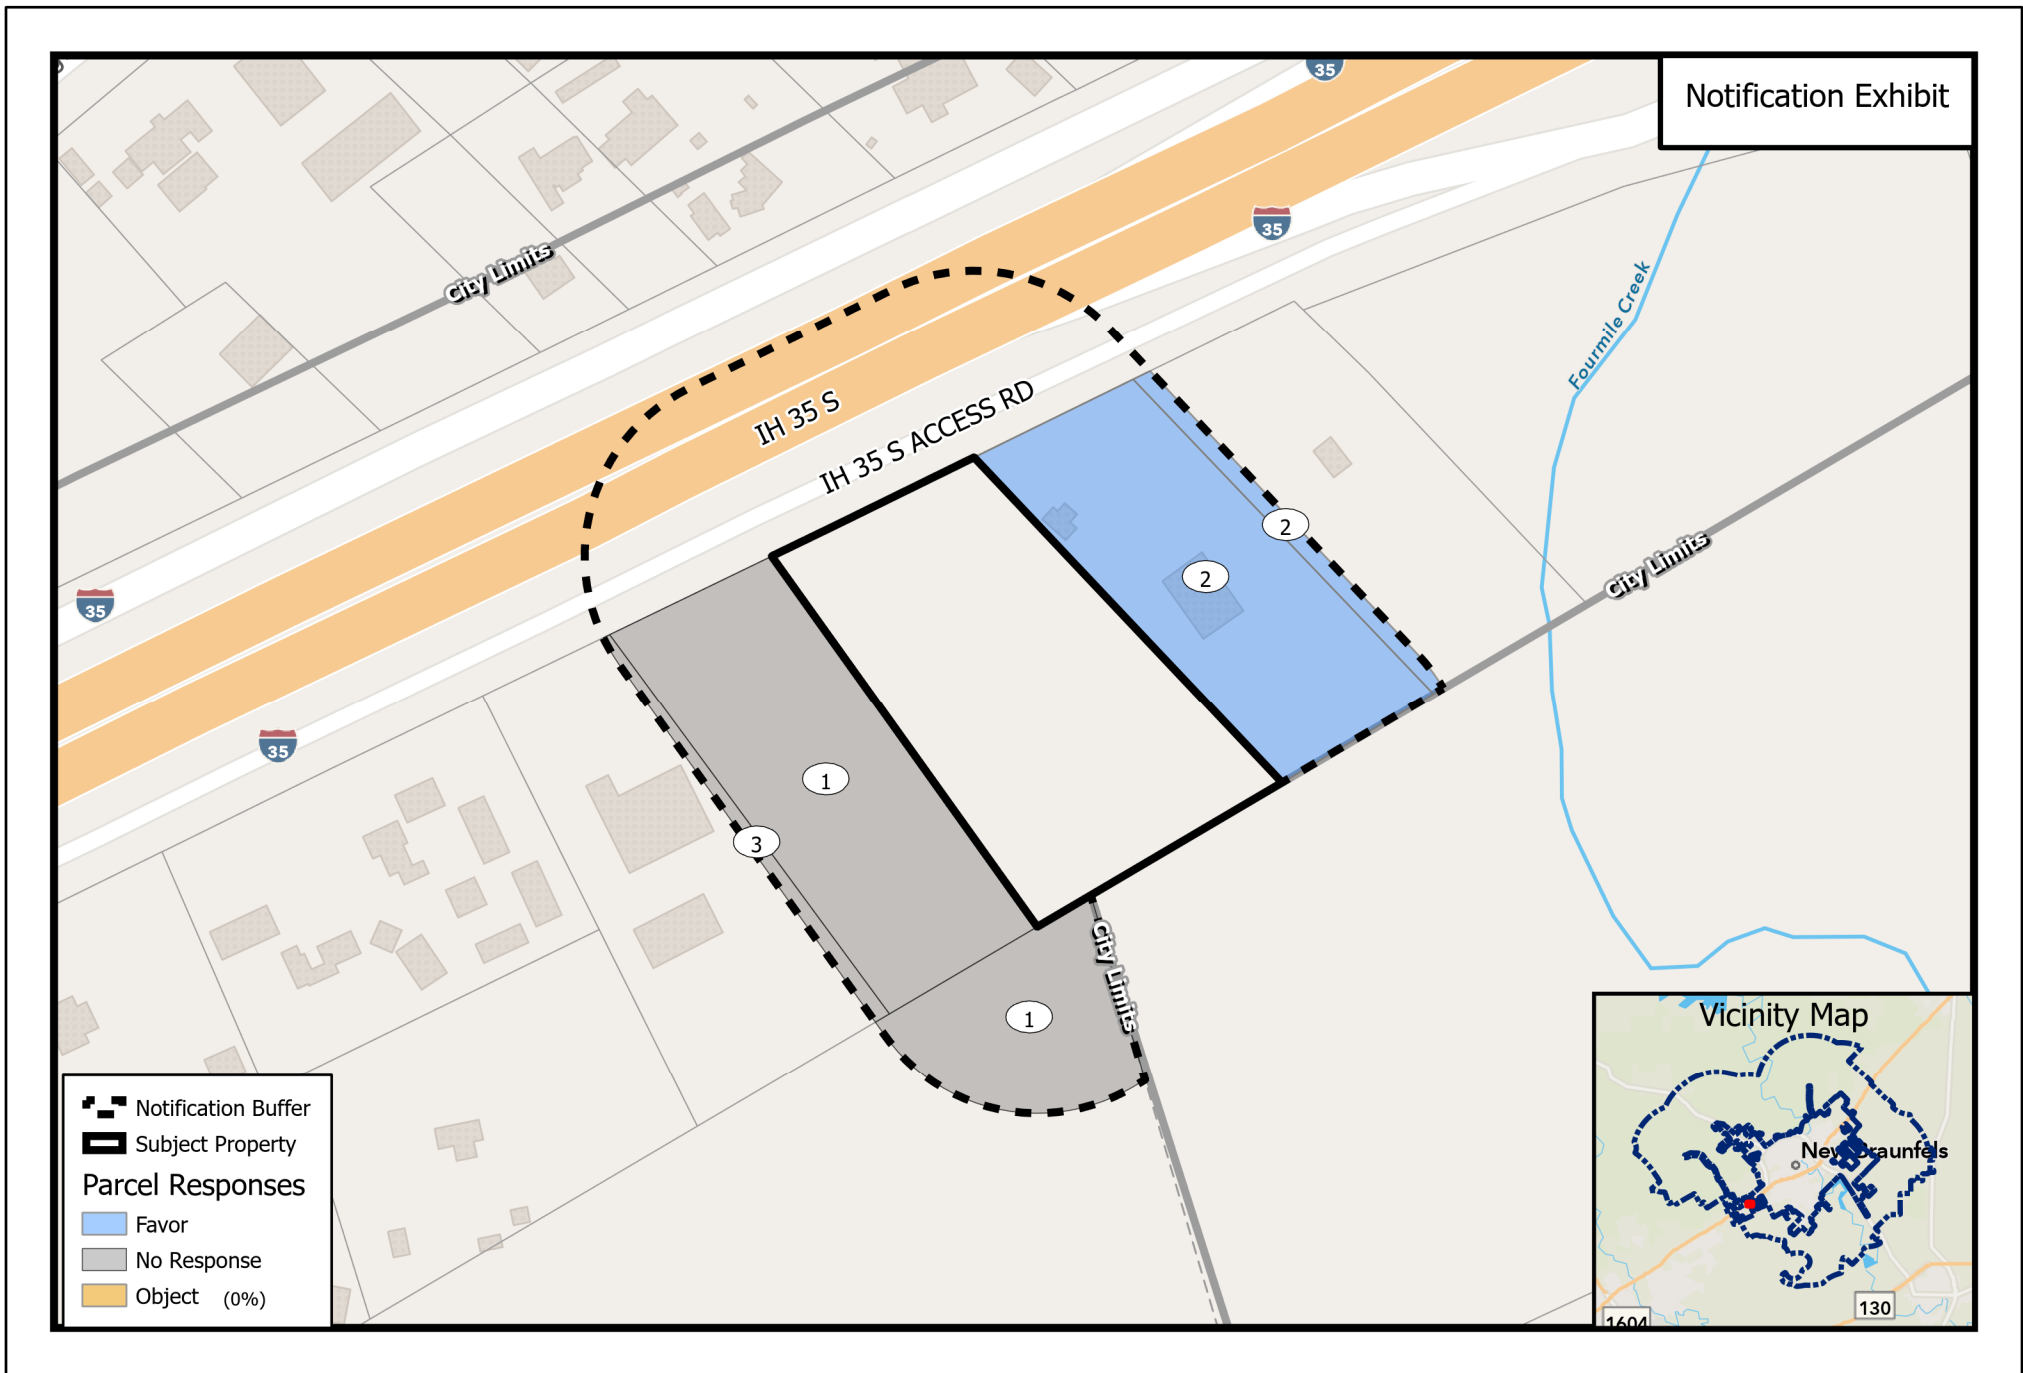 Notification Exhibit
35
35
City Limits
Fourmile Creek
IH 35 S
IH 35 S ACCESS RD
2
2
City Limits
35
35
1
3
City Limits
1
Notification Buffer
Subject Property
Parcel Responses
Favor
No Response
Object (0%)
Vicinity Map
New Braunfels
130
1604